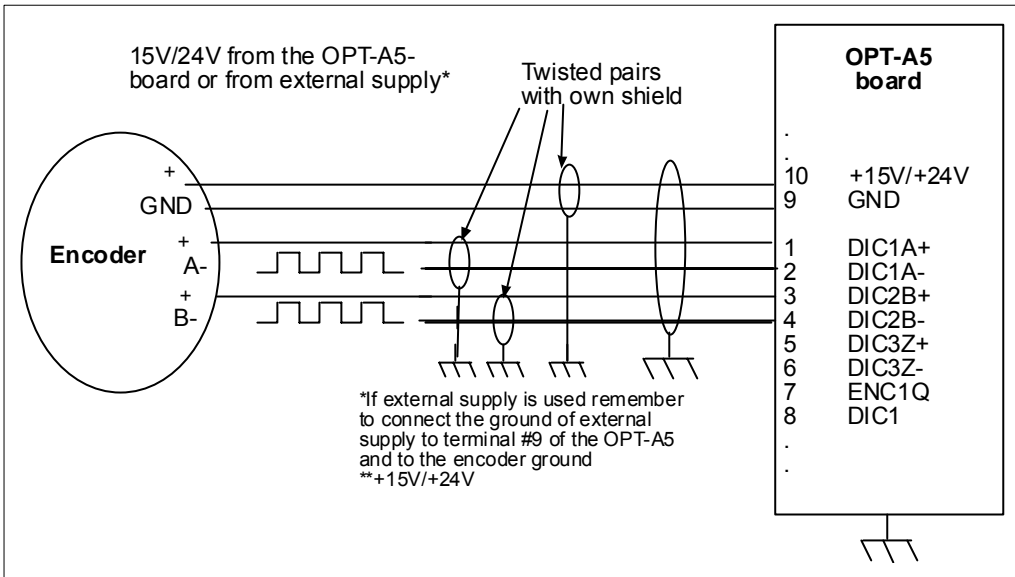 15V/24V from the OPT-A5-
board or from external supply*
Twisted pairs
with own shield
OPT-A5
board
.
.
+
10 +15V/+24V
GND
9 GND
Encoder
+
1 DIC1A+
A-
2 DIC1A-
+
3 DIC2B+
B-
4 DIC2B-
5 DIC3Z+
6 DIC3Z-
7 ENC1Q
8 DIC1
.
.
*If external supply is used remember
to connect the ground of external
supply to terminal #9 of the OPT-A5
and to the encoder ground
**+15V/+24V